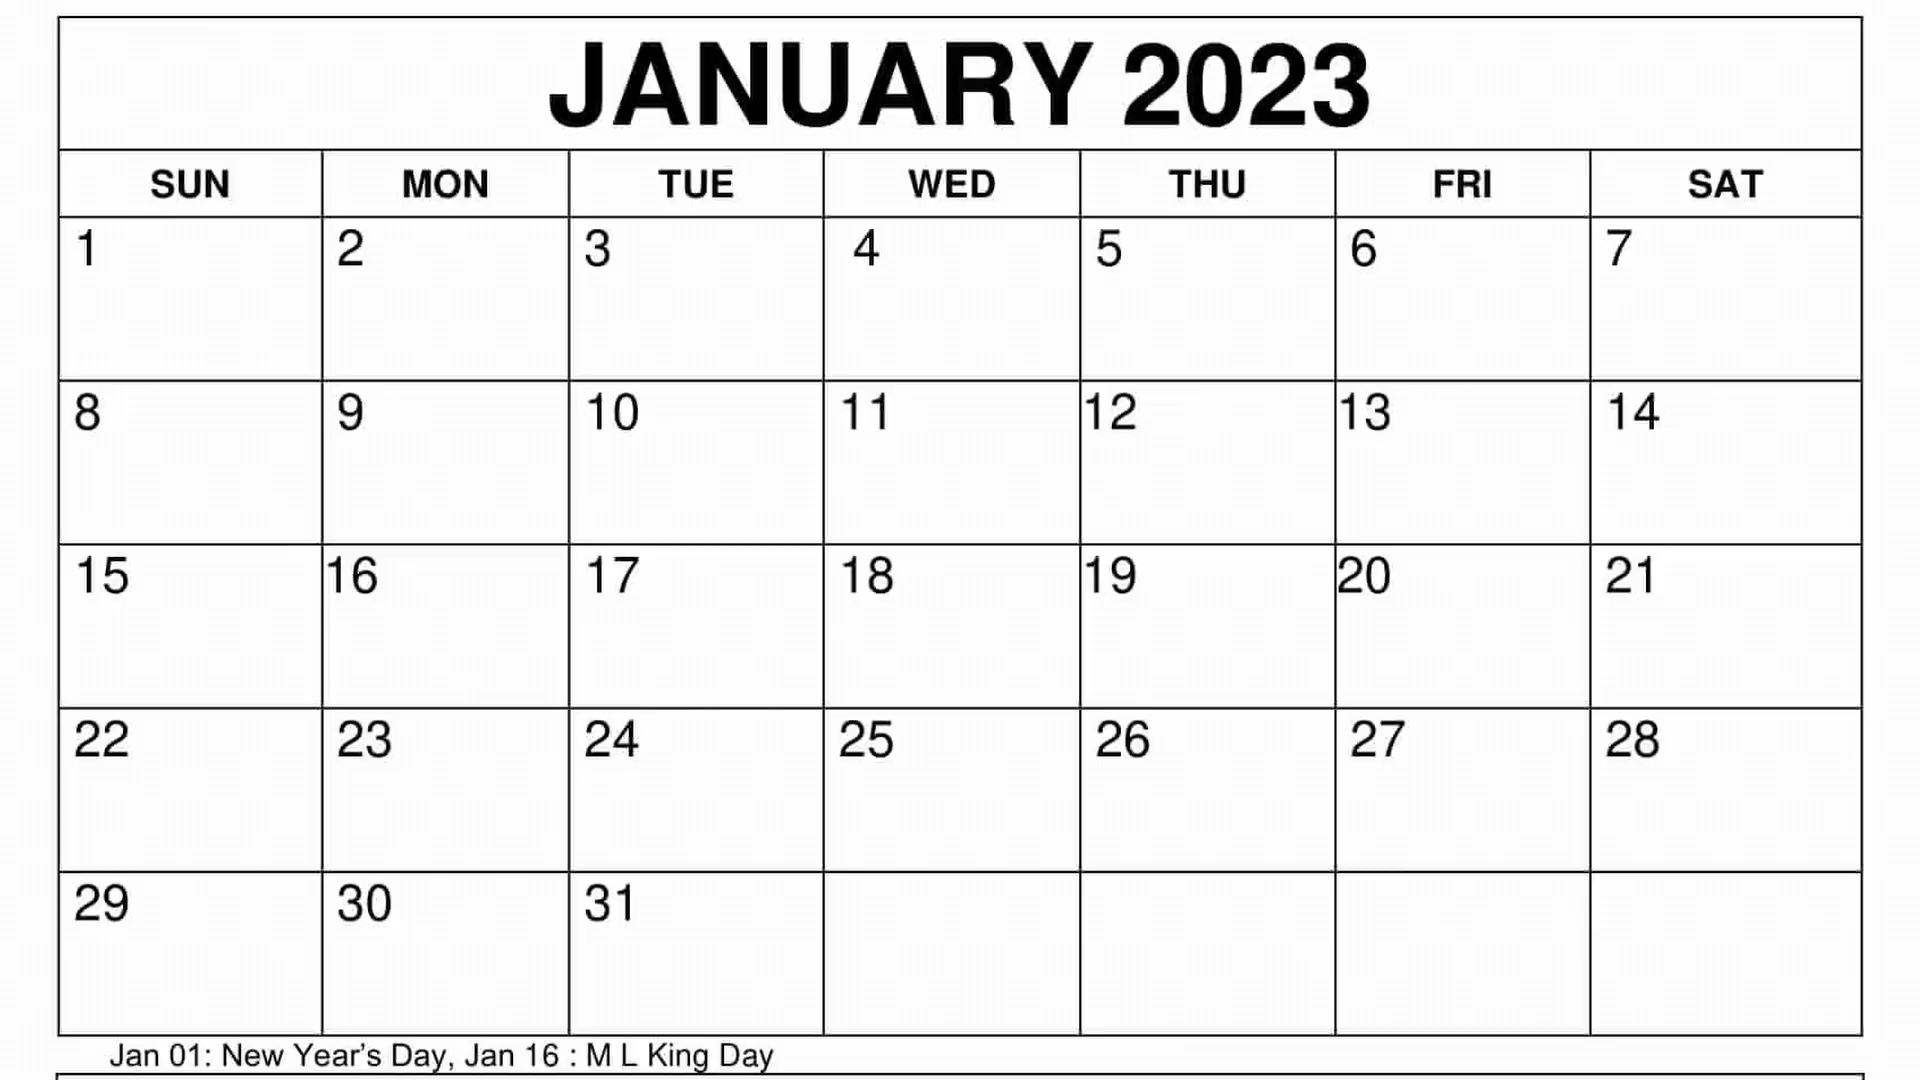 JANUARY 2023
SUN MON TUE WED THU FRI SAT
1 2 3 4 5 6 7
8 9 10 11 12 13 14
15 16 17 18 19 20 21
22 23 24 25 26 27 28
29 30 31
Jan 01: New Year’s Day, Jan 16 : M L King Day